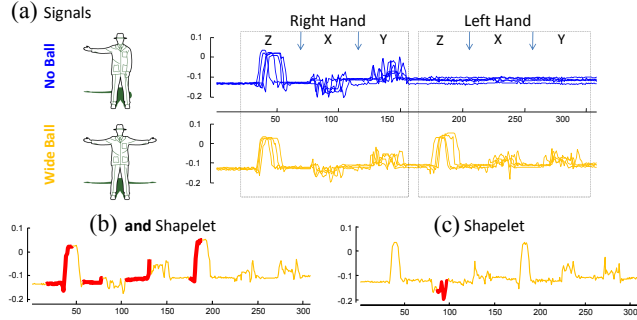 (a) Signals
Right Hand Left Hand
Z X Y Z X Y
No Ball
0.1
0
-0.1
-0.2
50 100 150 200 250 300
Wide Ball
0.1
0
-0.1
-0.2
(b) and Shapelet
0.1
0
-0.1
-0.2
50 100 150 200 250 300
(c) Shapelet
0.1
0
-0.1
-0.2
50 100 150 200 250 300